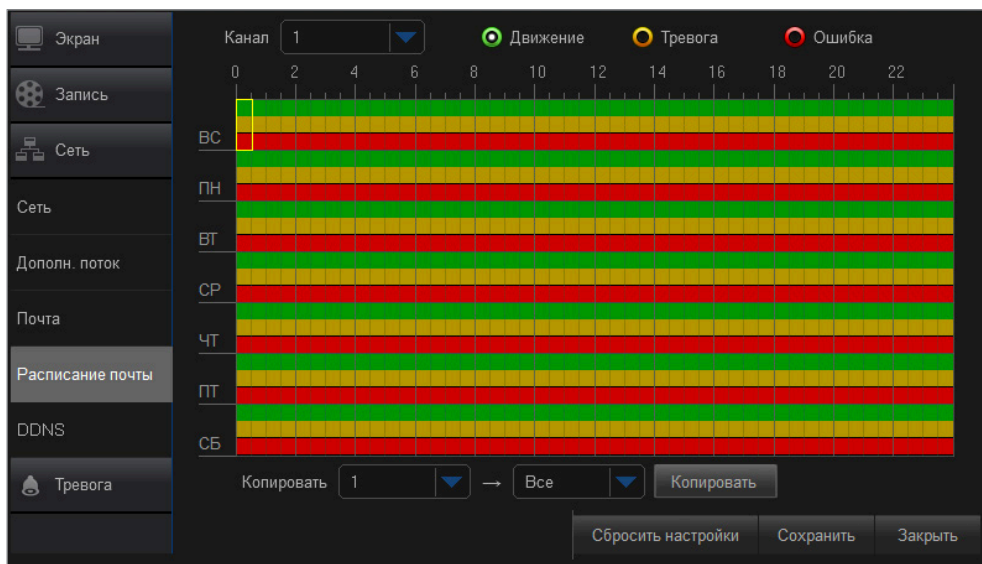 Экран
Запись
Сеть
Сеть
Дополн. поток
Почта
Расписание почты
DDNS
Тревога
Канал 1 Движение Тревога Ошибка
0 2 4 6 8 10 12 14 16 18 20 22
ВС
ПН
ВТ
СР
ЧТ
ПТ
СБ
Копировать 1 → Все Копировать
Сбросить настройки Сохранить Закрыть